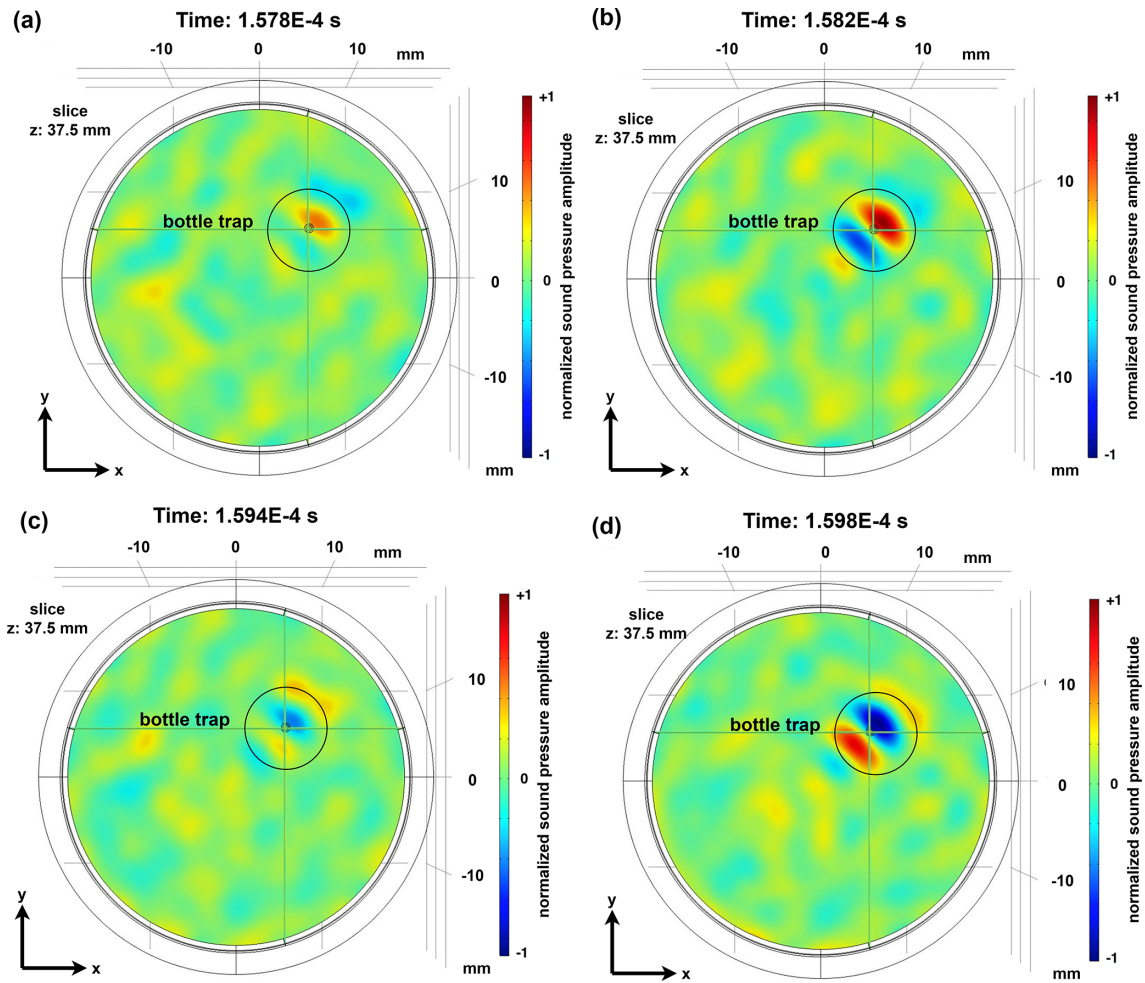 (a)
Time: 1.578E-4 s
-10
0
10
mm
slice
z: 37.5 mm
bottle trap
10
0
-10
mm
y
x
+1
0
-1
normalized sound pressure amplitude
(b)
Time: 1.582E-4 s
-10
0
10
mm
slice
z: 37.5 mm
bottle trap
10
0
-10
mm
y
x
+1
0
-1
normalized sound pressure amplitude
(c)
Time: 1.594E-4 s
-10
0
10
mm
slice
z: 37.5 mm
bottle trap
10
0
-10
mm
y
x
+1
0
-1
normalized sound pressure amplitude
(d)
Time: 1.598E-4 s
-10
0
10
mm
slice
z: 37.5 mm
bottle trap
10
0
-10
mm
y
x
+1
0
-1
normalized sound pressure amplitude